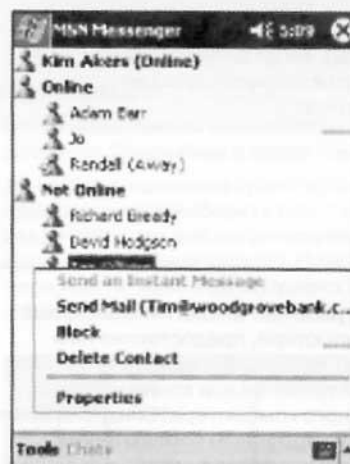 MSN Messenger 5:09
Kim Akers (Online)
Online
Adam Barr
Jo
Randall (Away)
Not Online
Richard Bready
David Hodgson
Send an Instant Message
Send Mail (Tim@woodgrovebank.c...
Block
Delete Contact
Properties
Tools Chats